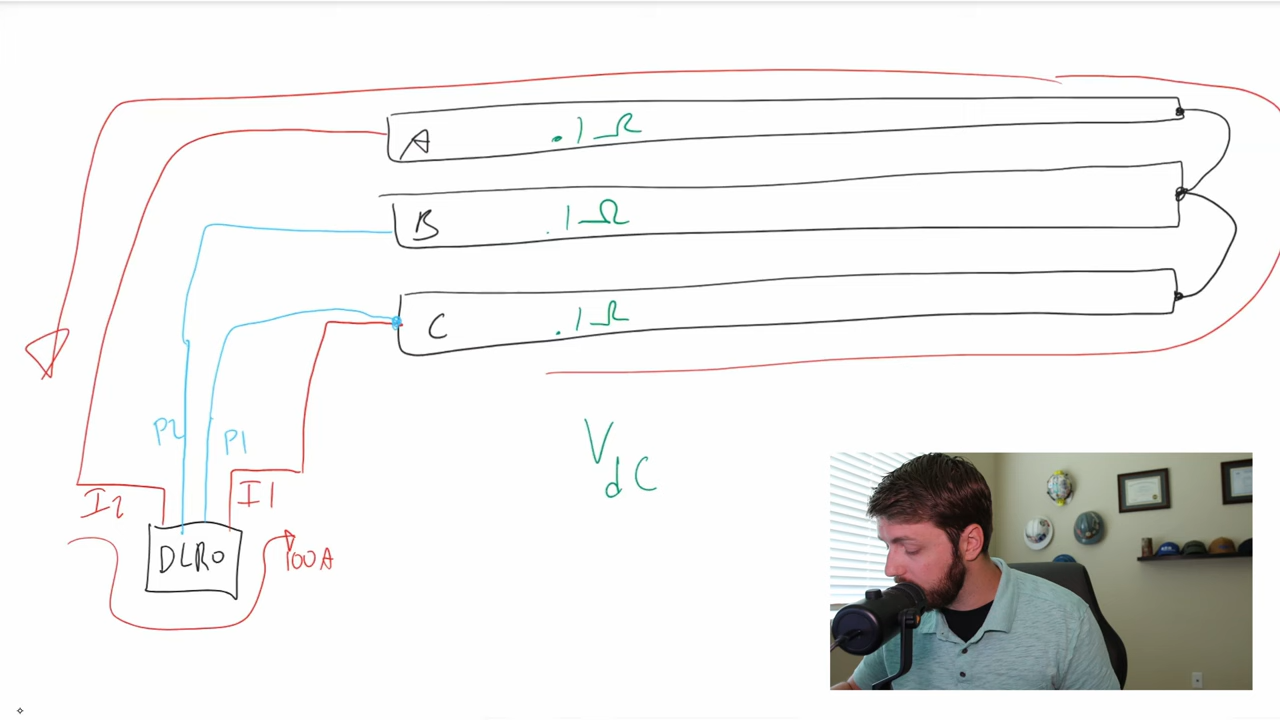 A .1Ω
B .1Ω
C .1Ω
P2
P1
I2
I1
DLRO
100A
Vdc